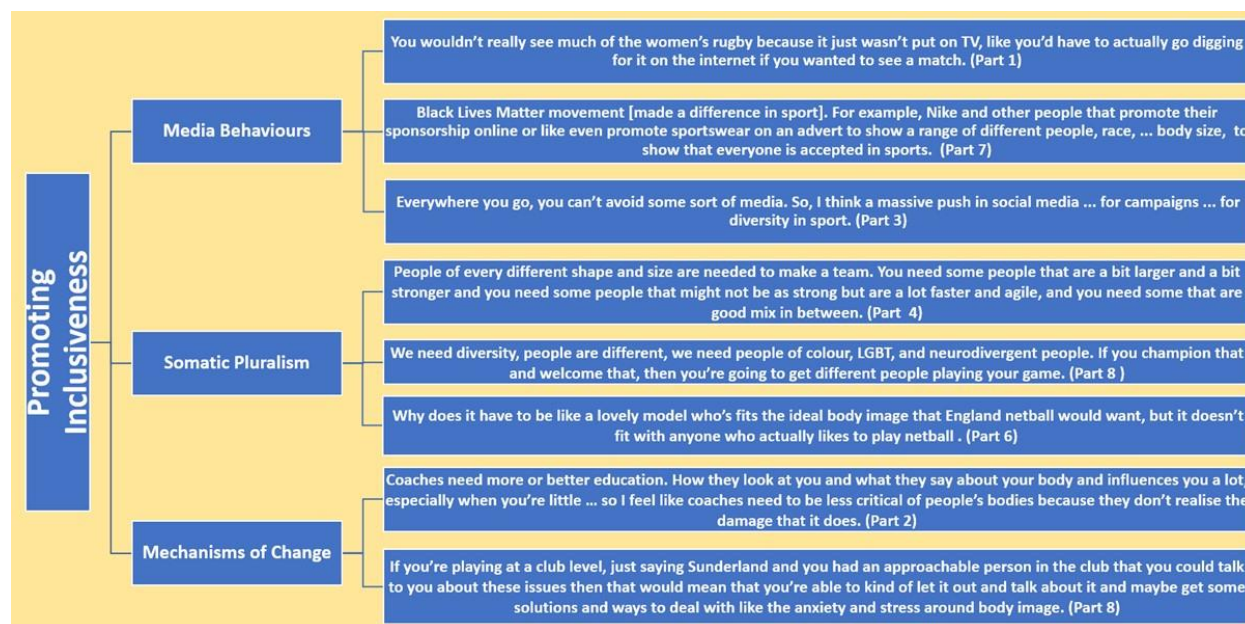 Promoting
Inclusiveness
Media Behaviours
You wouldn't really see much of the women's rugby because it just wasn't put on TV, like you'd have to actually go digging
for it on the internet if you wanted to see a match. (Part 1)
Black Lives Matter movement [made a difference in sport]. For example, Nike and other people that promote their
sponsorship online or like even promote sportswear on an advert to show a range of different people, race, ... body size,
show that everyone is accepted in sports. (Part 7)
Everywhere you go, you can't avoid some sort of media. So, I think a massive push in social media ... for campaigns ... for
diversity in sport. (Part 3)
Somatic Pluralism
People of every different shape and size are needed to make a team. You need some people that are a bit larger and a bit
stronger and you need some people that might not be as strong but are a lot faster and agile, and you need some that are
good mix in between. (Part 4)
We need diversity, people are different, we need people of colour, LGBT, and neurodivergent people. If you champion that
and welcome that, then you're going to get different people playing your game. (Part 8 )
Why does it have to be like a lovely model who's fits the ideal body image that England netball would want, but it doesn't
fit with anyone who actually likes to play netball . (Part 6)
Mechanisms of Change
Coaches need more or better education. How they look at you and what they say about your body and influences you a lot,
especially when you're little ... so I feel like coaches need to be less critical of people's bodies because they don't realise the
damage that it does. (Part 2)
If you're playing at a club level, just saying Sunderland and you had an approachable person in the club that you could talk
to you about these issues then that would mean that you're able to kind of let it out and talk about it and maybe get some
solutions and ways to deal with like the anxiety and stress around body image. (Part 8)